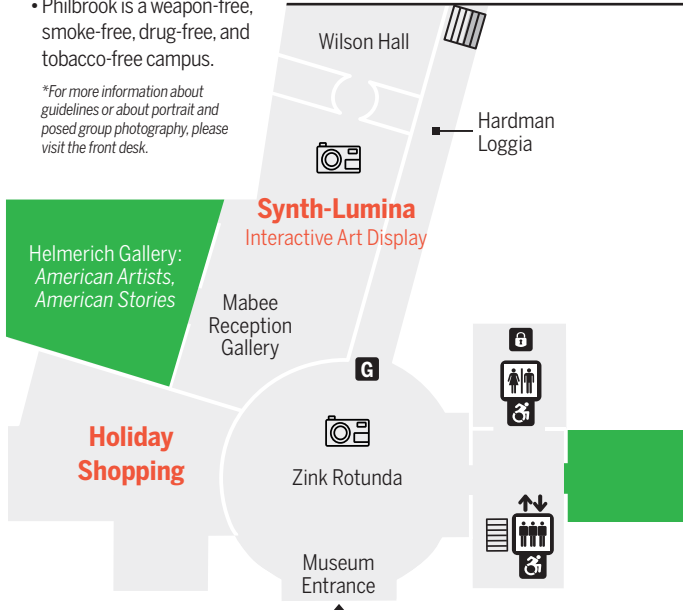 • Philbrook is a weapon-free,
smoke-free, drug-free, and
tobacco-free campus.
*For more information about
guidelines or about portrait and
posed group photography, please
visit the front desk.
Wilson Hall
Hardman
Loggia
Synth-Lumina
Interactive Art Display
Helmerich Gallery:
American Artists,
American Stories
Mabee
Reception
Gallery
G
Holiday
Shopping
Zink Rotunda
Museum
Entrance